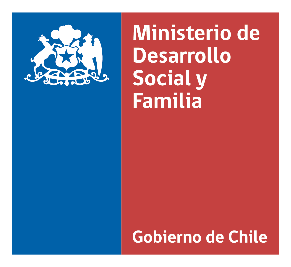 Ministerio de
Desarrollo
Social y
Familia
Gobierno de Chile